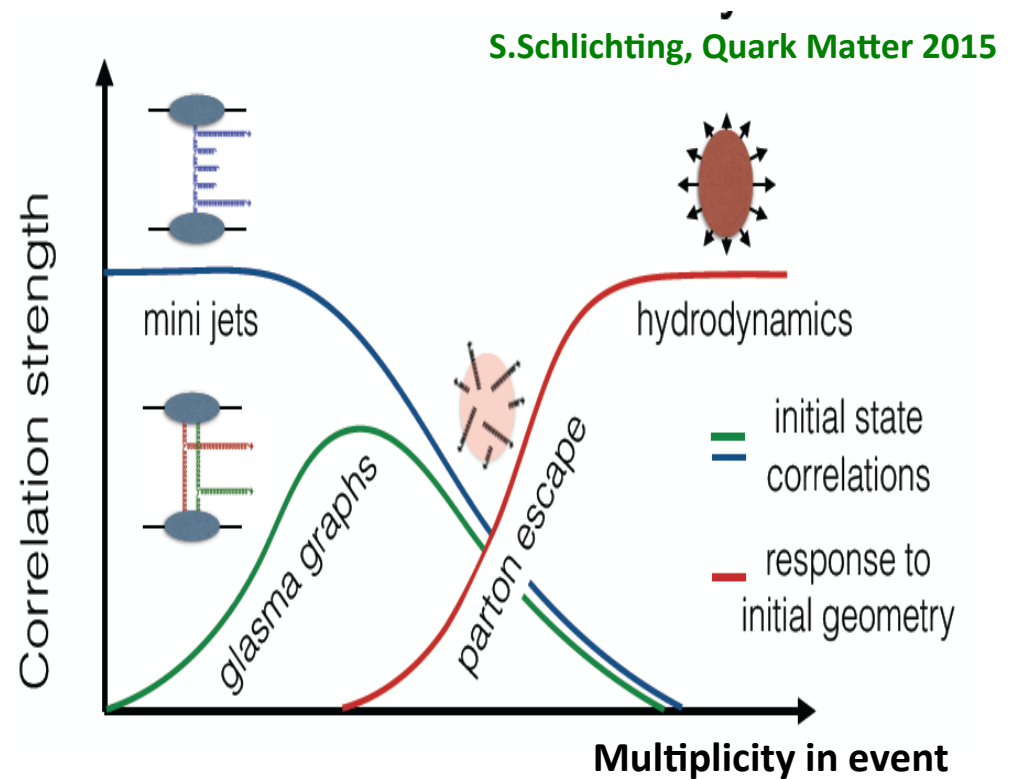 S.Schlichting, Quark Matter 2015
Correlation strength
mini jets
hydrodynamics
glasma graphs
parton escape
initial state
correlations
response to
initial geometry
Multiplicity in event